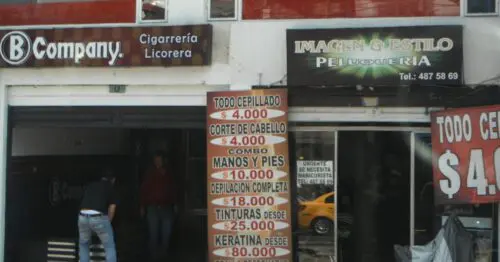 B Company.
Cigarrería
Licorera
IMAGEN & ESTILO
PELUQUERIA
Tel.: 487 58 69
TODO CEPILLADO
$ 4.000
CORTE DE CABELLO
$ 4.000
COMBO
MANOS Y PIES
$ 10.000
DEPILACIÓN COMPLETA
$ 18.000
TINTURAS DESDE
$ 25.000
KERATINA DESDE
$ 80.000
URGENTE
SE NECESITA
MANICURISTA
TODO CE
$ 4.0